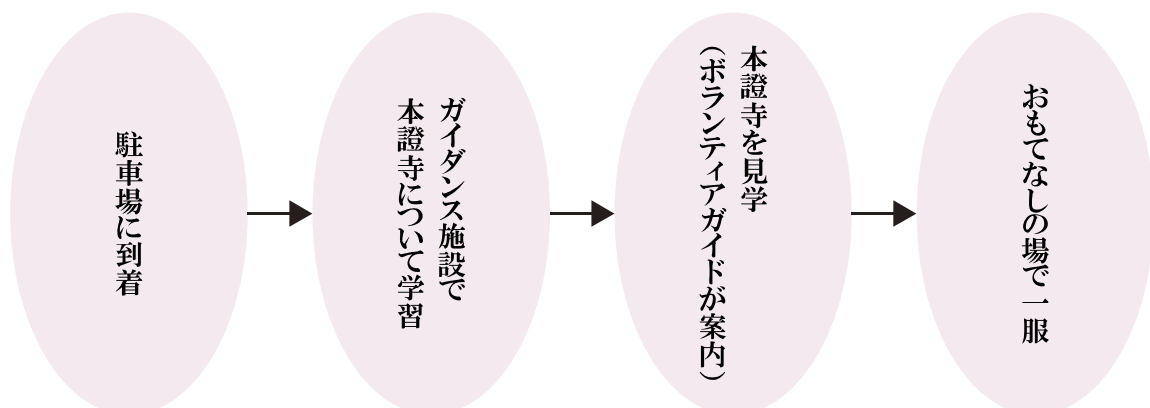 駐車場に到着
ガイダンス施設で
本證寺について学習
本證寺を見学
（ボランティアガイドが案内）
おもてなしの場で一服